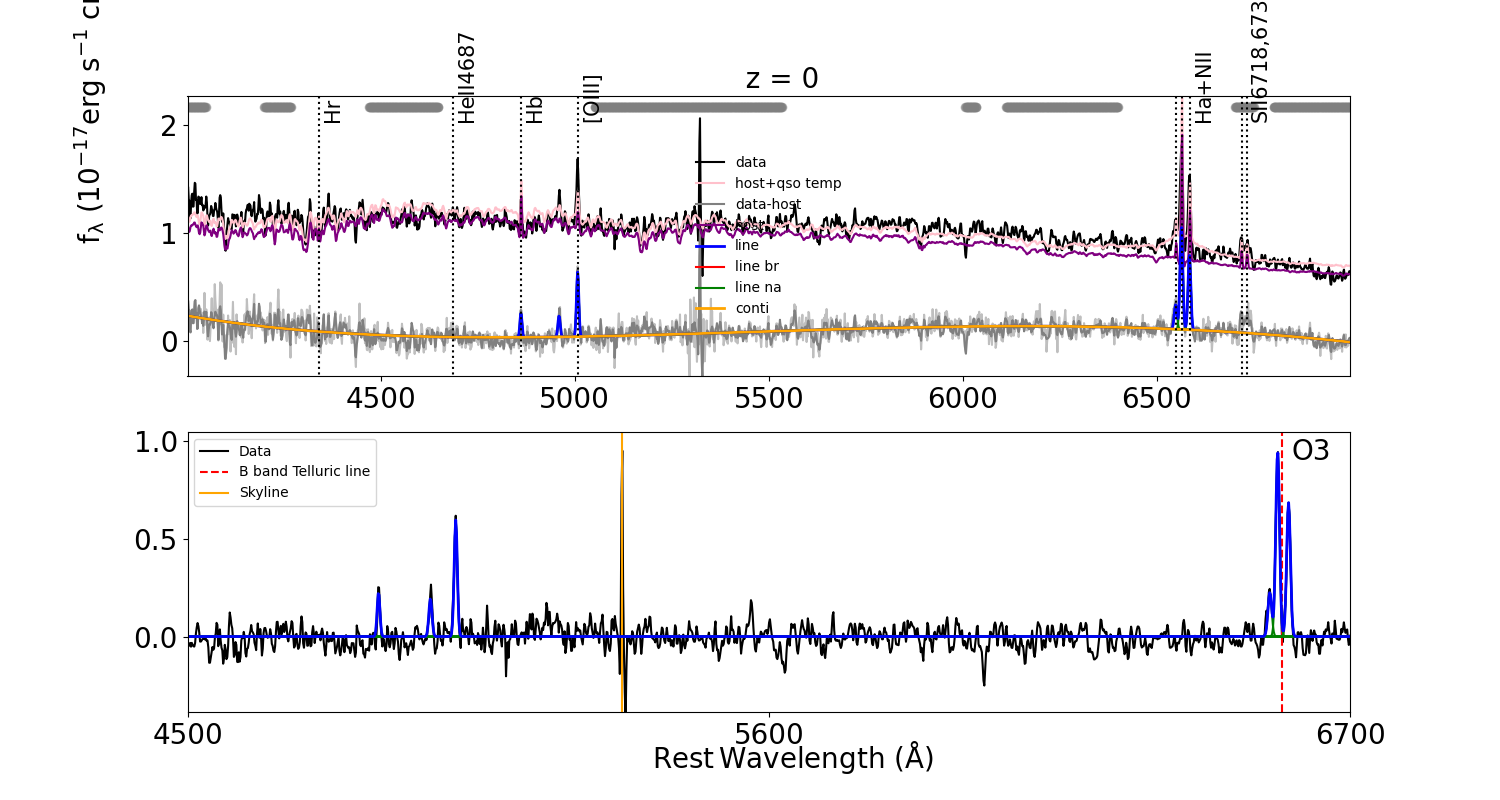 z = 0
f_λ (10^−17 erg s^−1 c
Hr
HeII4687
Hb
[OIII]
Ha+NII
SII6718,673
2
1
0
data
host+qso temp
data-host
line
line br
line na
conti
4500 5000 5500 6000 6500
1.0
0.5
0.0
Data
B band Telluric line
Skyline
O3
4500 5600 6700
Rest Wavelength (Å)